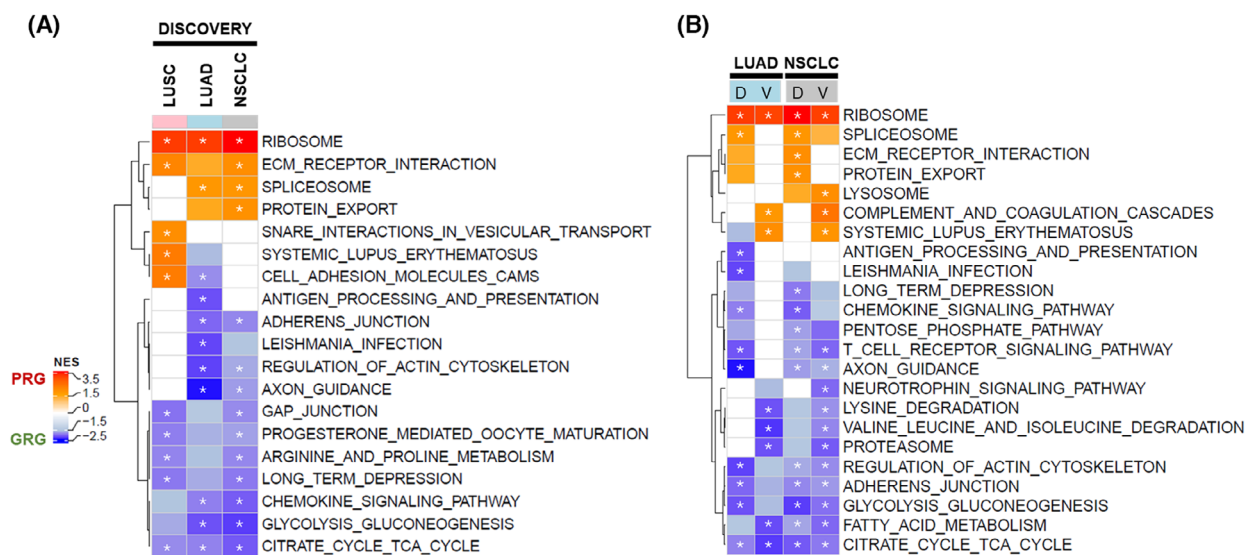 (A)
DISCOVERY
LUSC
LUAD
NSCLC
* * * RIBOSOME
* * ECM_RECEPTOR_INTERACTION
* * SPLICEOSOME
* PROTEIN_EXPORT
* SNARE_INTERACTIONS_IN_VESICULAR_TRANSPORT
* SYSTEMIC_LUPUS_ERYTHEMATOSUS
* * CELL_ADHESION_MOLECULES_CAMS
* ANTIGEN_PROCESSING_AND_PRESENTATION
* * ADHERENS_JUNCTION
* LEISHMANIA_INFECTION
* * REGULATION_OF_ACTIN_CYTOSKELETON
* * AXON_GUIDANCE
* * GAP_JUNCTION
* * PROGESTERONE_MEDIATED_OOCYTE_MATURATION
* * ARGININE_AND_PROLINE_METABOLISM
* * LONG_TERM_DEPRESSION
* * CHEMOKINE_SIGNALING_PATHWAY
* * GLYCOLYSIS_GLUCONEOGENESIS
* * * CITRATE_CYCLE_TCA_CYCLE
NES
PRG
3.5
1.5
0
−1.5
GRG
−2.5
(B)
LUAD NSCLC
D V D V
* * * * RIBOSOME
* * SPLICEOSOME
* ECM_RECEPTOR_INTERACTION
* PROTEIN_EXPORT
* LYSOSOME
* * COMPLEMENT_AND_COAGULATION_CASCADES
* * SYSTEMIC_LUPUS_ERYTHEMATOSUS
* ANTIGEN_PROCESSING_AND_PRESENTATION
* LEISHMANIA_INFECTION
* LONG_TERM_DEPRESSION
* * CHEMOKINE_SIGNALING_PATHWAY
* PENTOSE_PHOSPHATE_PATHWAY
* * * T_CELL_RECEPTOR_SIGNALING_PATHWAY
* * * AXON_GUIDANCE
* NEUROTROPHIN_SIGNALING_PATHWAY
* * LYSINE_DEGRADATION
* * VALINE_LEUCINE_AND_ISOLEUCINE_DEGRADATION
* * PROTEASOME
* * * REGULATION_OF_ACTIN_CYTOSKELETON
* * * ADHERENS_JUNCTION
* * * GLYCOLYSIS_GLUCONEOGENESIS
* * * FATTY_ACID_METABOLISM
* * * * CITRATE_CYCLE_TCA_CYCLE